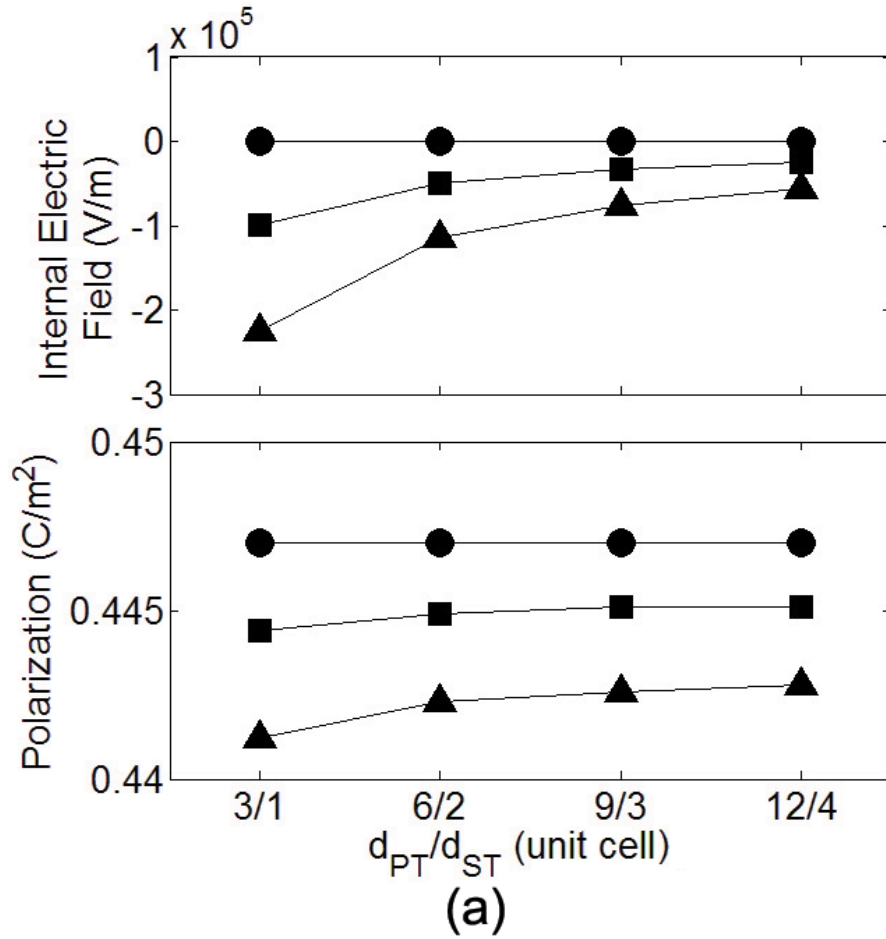 x 10^5
1
0
-1
-2
-3
Internal Electric
Field (V/m)
0.45
0.445
0.44
Polarization (C/m^2)
3/1 6/2 9/3 12/4
d_PT/d_ST (unit cell)
(a)